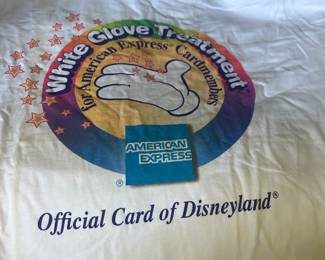 White Glove Treatment
for American Express® Cardmembers
AMERICAN
EXPRESS
®
Official Card of Disneyland®